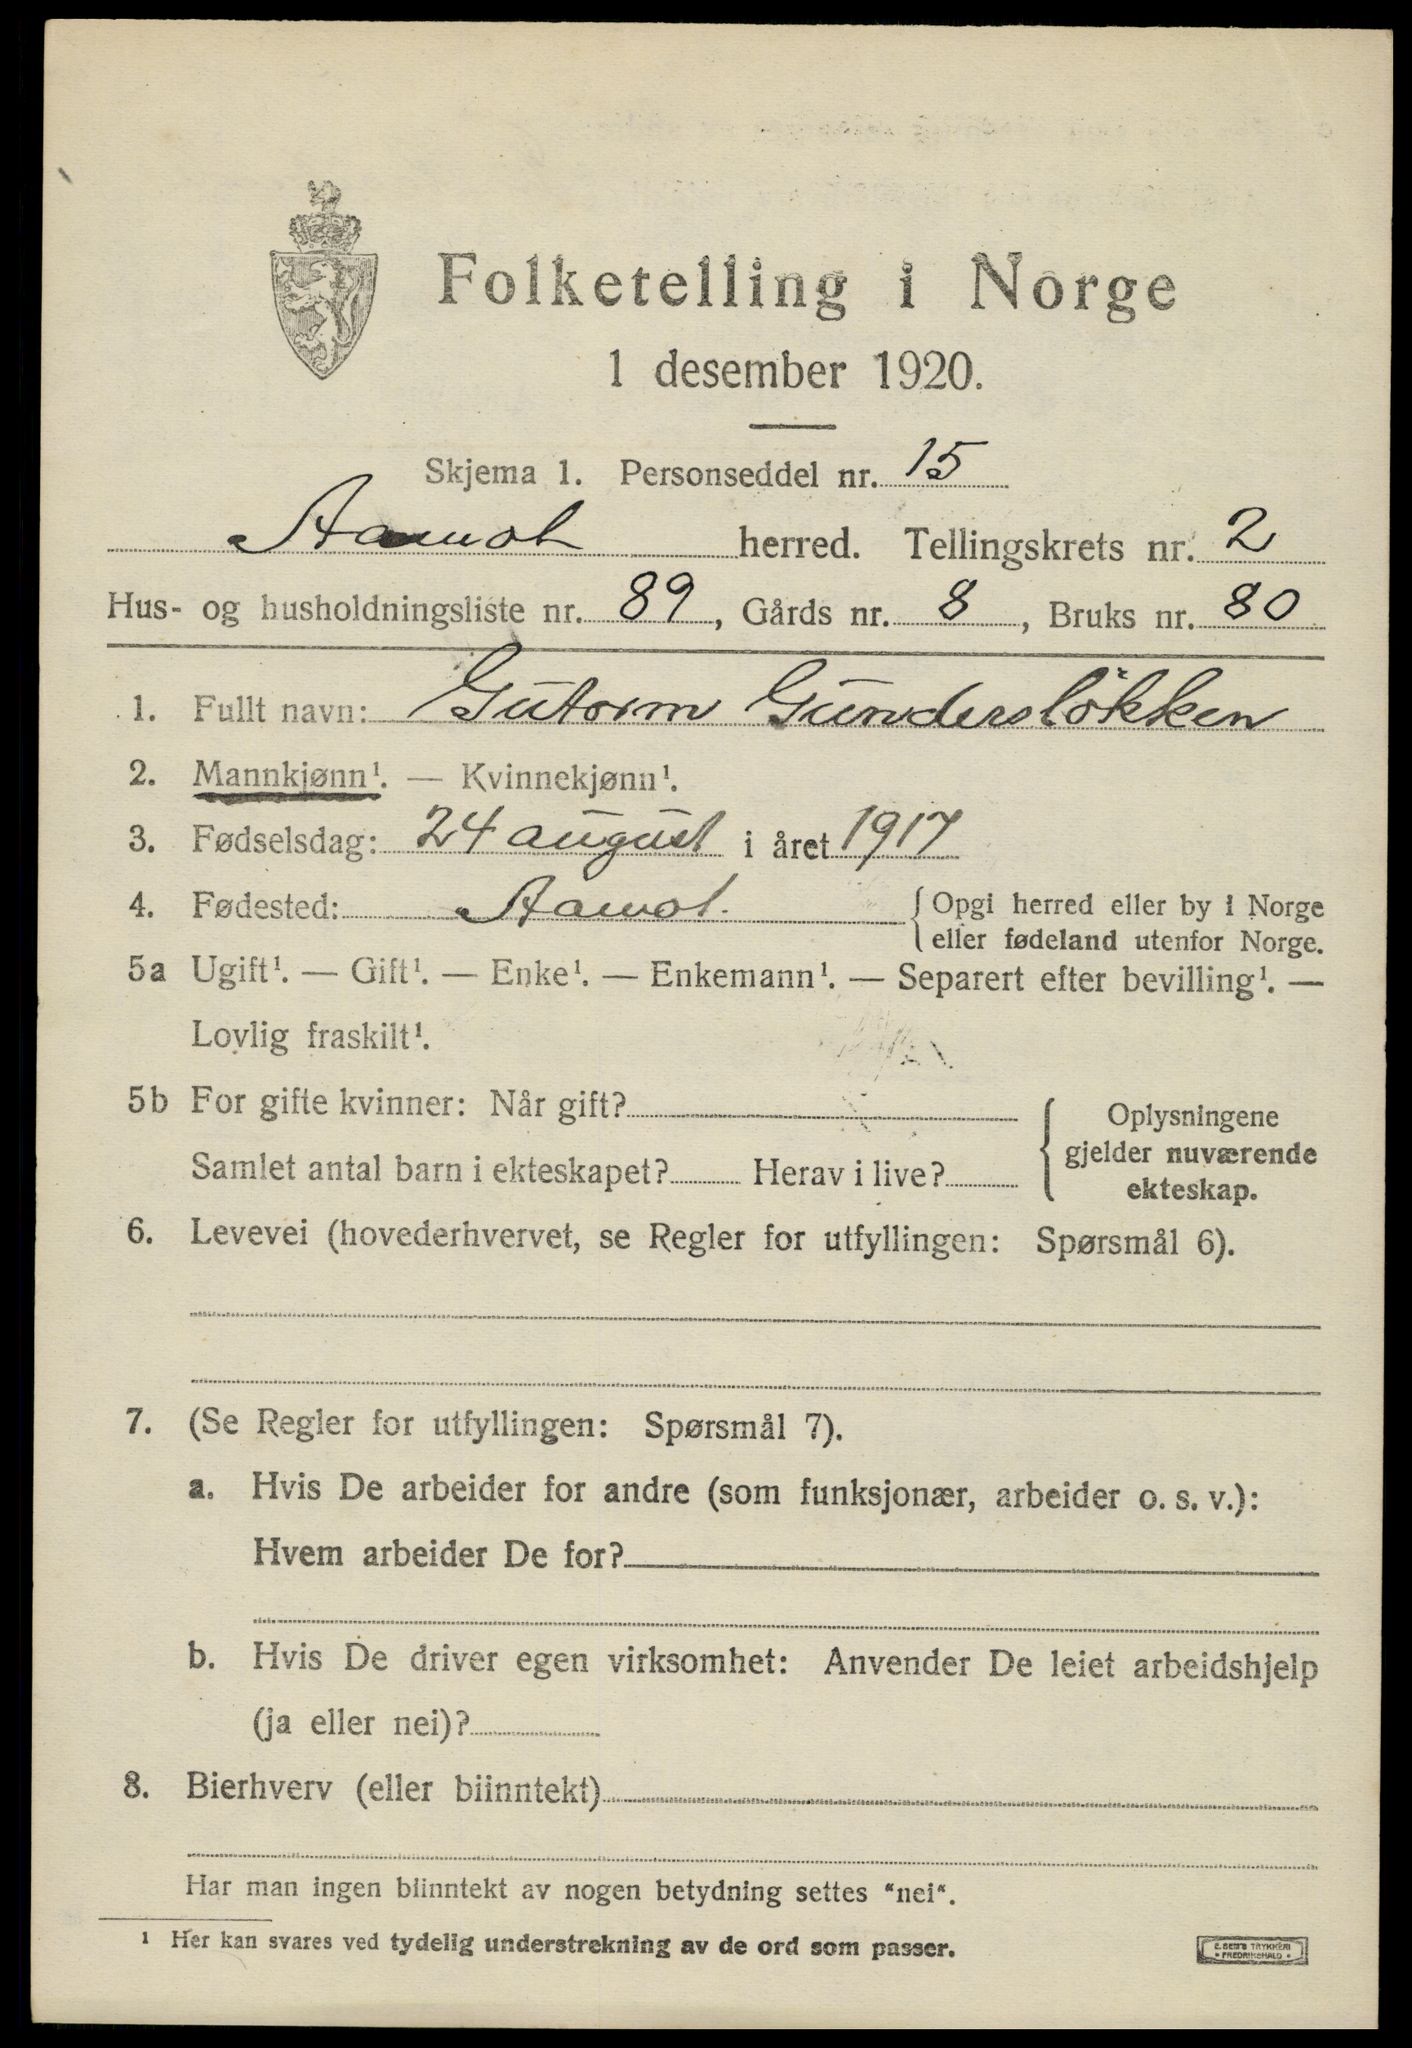 Folketelling i Norge
1 desember 1920.
Skjema 1. Personseddel nr. 15
Aamot herred. Tellingskrets nr. 2
Hus- og husholdningsliste nr. 89, Gårds nr. 8, Bruks nr. 80
1. Fullt navn: Gutorm Gundersløkken
2. Mannkjønn¹. — Kvinnekjønn¹.
3. Fødselsdag: 24 august i året 1917
4. Fødested: Aamot. { Opgi herred eller by i Norge
eller fødeland utenfor Norge.
5a Ugift¹. — Gift¹. — Enke¹. — Enkemann¹. — Separert efter bevilling¹. —
Lovlig fraskilt¹.
5b For gifte kvinner: Når gift?
Samlet antal barn i ekteskapet? Herav i live?
Oplysningene
gjelder nuværende
ekteskap.
6. Levevei (hovederhvervet, se Regler for utfyllingen: Spørsmål 6).
7. (Se Regler for utfyllingen: Spørsmål 7).
a. Hvis De arbeider for andre (som funksjonær, arbeider o. s. v.):
Hvem arbeider De for?
b. Hvis De driver egen virksomhet: Anvender De leiet arbeidshjelp
(ja eller nei)?
8. Bierhverv (eller biinntekt)
Har man ingen biinntekt av nogen betydning settes "nei".
¹ Her kan svares ved tydelig understrekning av de ord som passer.
E. SEM'S TRYKKERI
• FREDRIKSHALD •